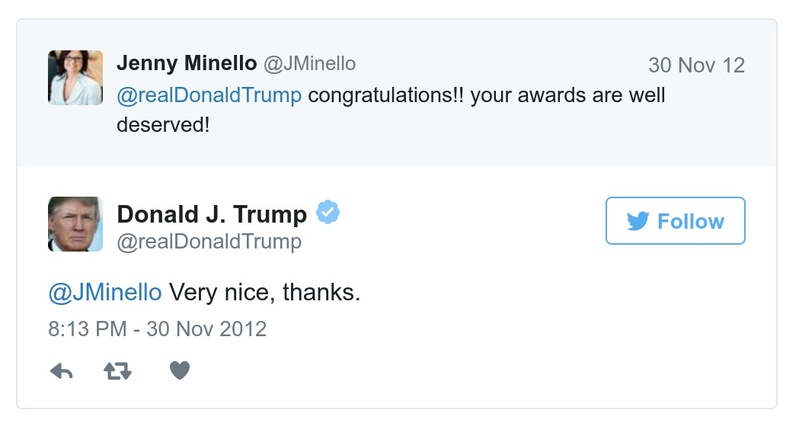 Jenny Minello @JMinello 30 Nov 12
@realDonaldTrump congratulations!! your awards are well
deserved!
Donald J. Trump
@realDonaldTrump
Follow
@JMinello Very nice, thanks.
8:13 PM - 30 Nov 2012